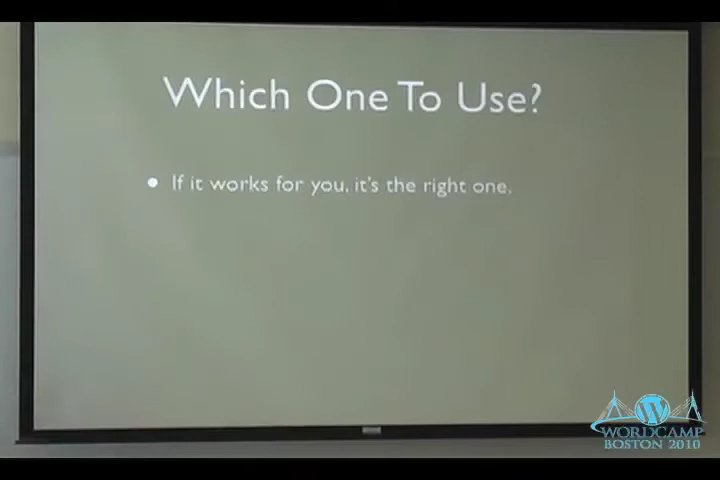 Which One To Use?
• If it works for you, it's the right one.
WORDCAMP
BOSTON 2010